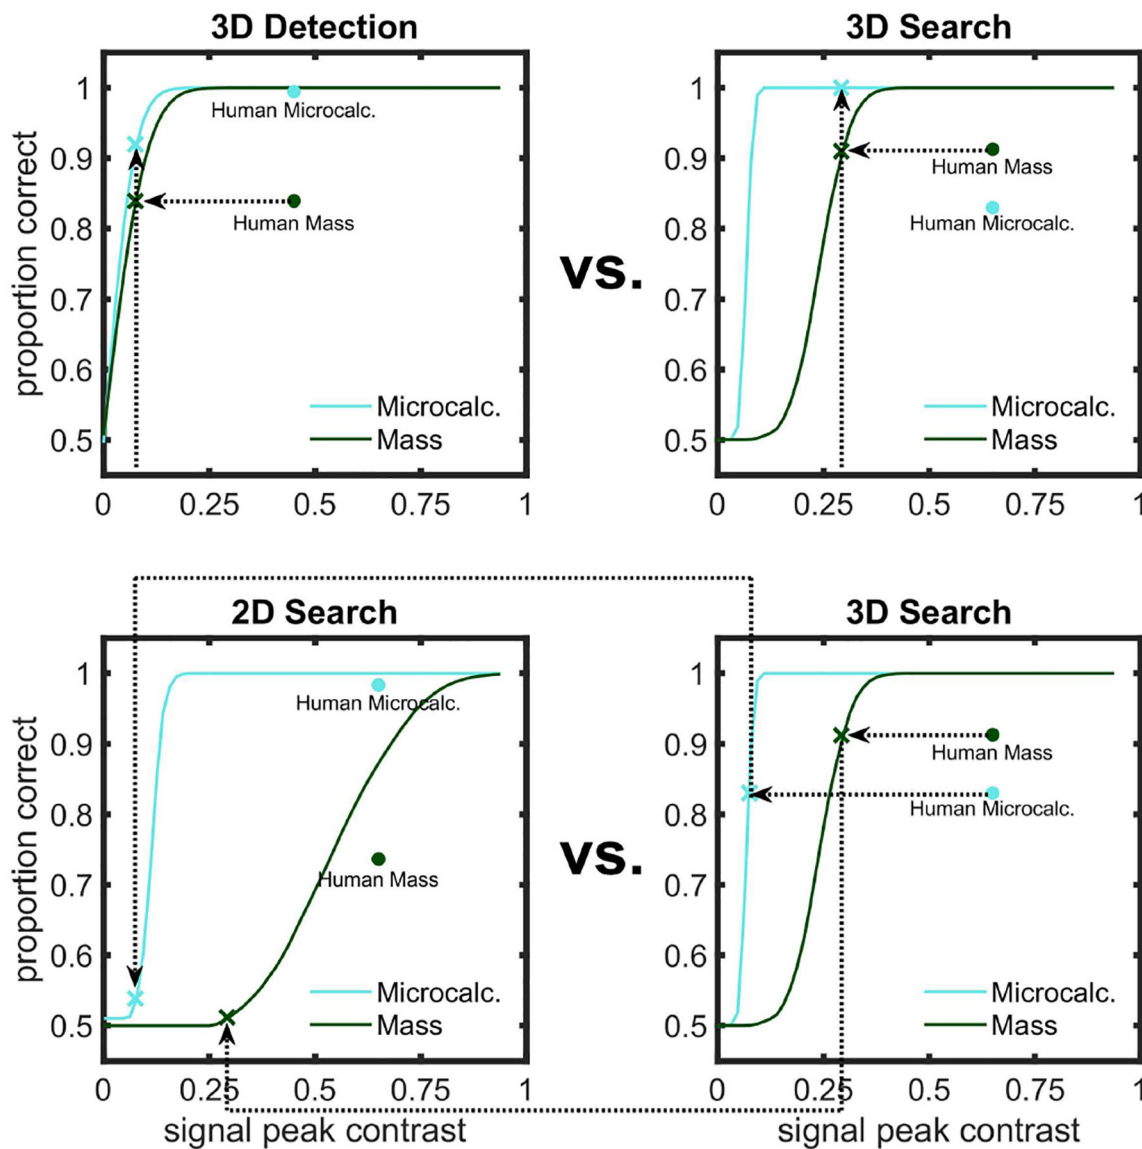 3D Detection
3D Search
proportion correct
1
0.9
0.8
0.7
0.6
0.5
Human Microcalc.
Human Mass
Microcalc.
Mass
0
0.25
0.5
0.75
1
vs.
1
0.9
0.8
0.7
0.6
0.5
Human Mass
Human Microcalc.
Microcalc.
Mass
0
0.25
0.5
0.75
1
2D Search
3D Search
proportion correct
1
0.9
0.8
0.7
0.6
0.5
Human Microcalc.
Human Mass
Microcalc.
Mass
0
0.25
0.5
0.75
1
signal peak contrast
vs.
1
0.9
0.8
0.7
0.6
0.5
Human Mass
Human Microcalc.
Microcalc.
Mass
0
0.25
0.5
0.75
1
signal peak contrast